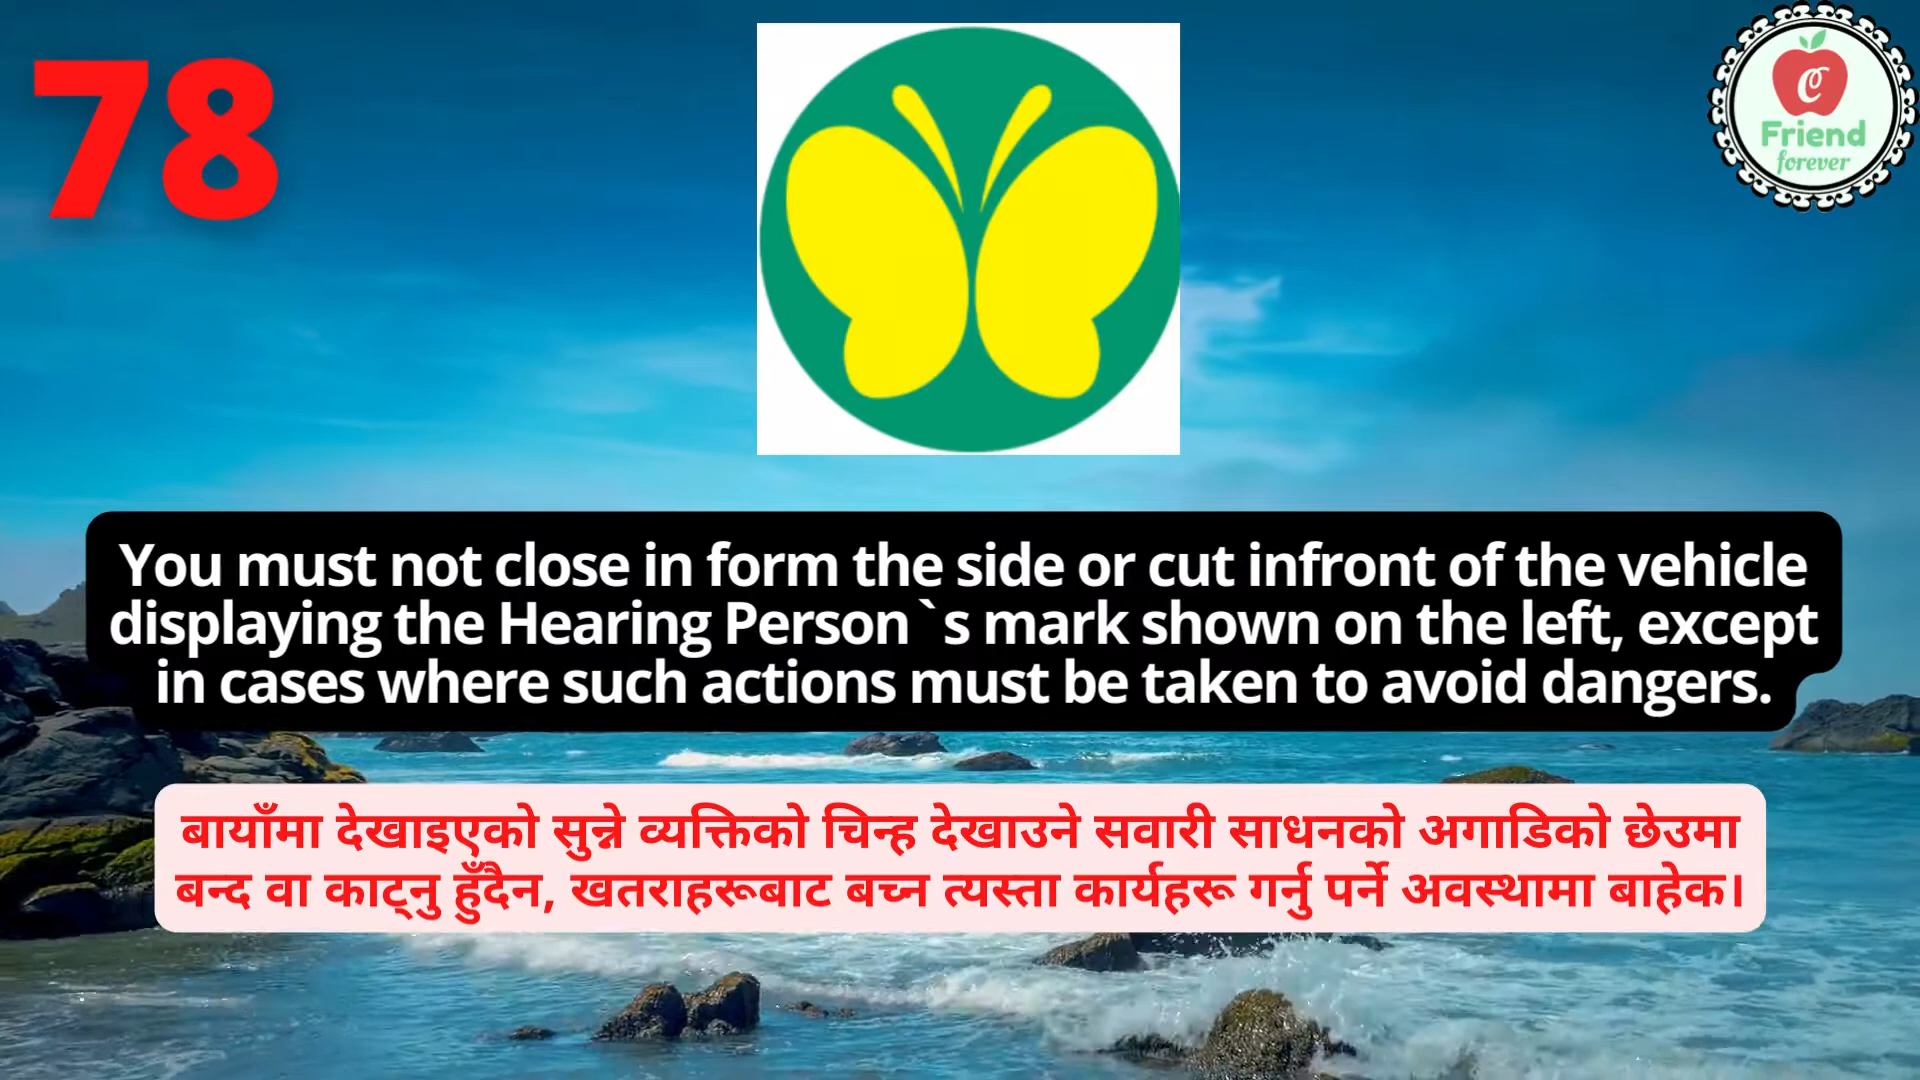 78
C
Friend
forever
You must not close in form the side or cut infront of the vehicle
displaying the Hearing Person`s mark shown on the left, except
in cases where such actions must be taken to avoid dangers.
बायाँमा देखाइएको सुन्ने व्यक्तिको चिन्ह देखाउने सवारी साधनको अगाडिको छेउमा
बन्द वा काट्नु हुँदैन, खतराहरूबाट बच्न त्यस्ता कार्यहरू गर्नु पर्ने अवस्थामा बाहेक।